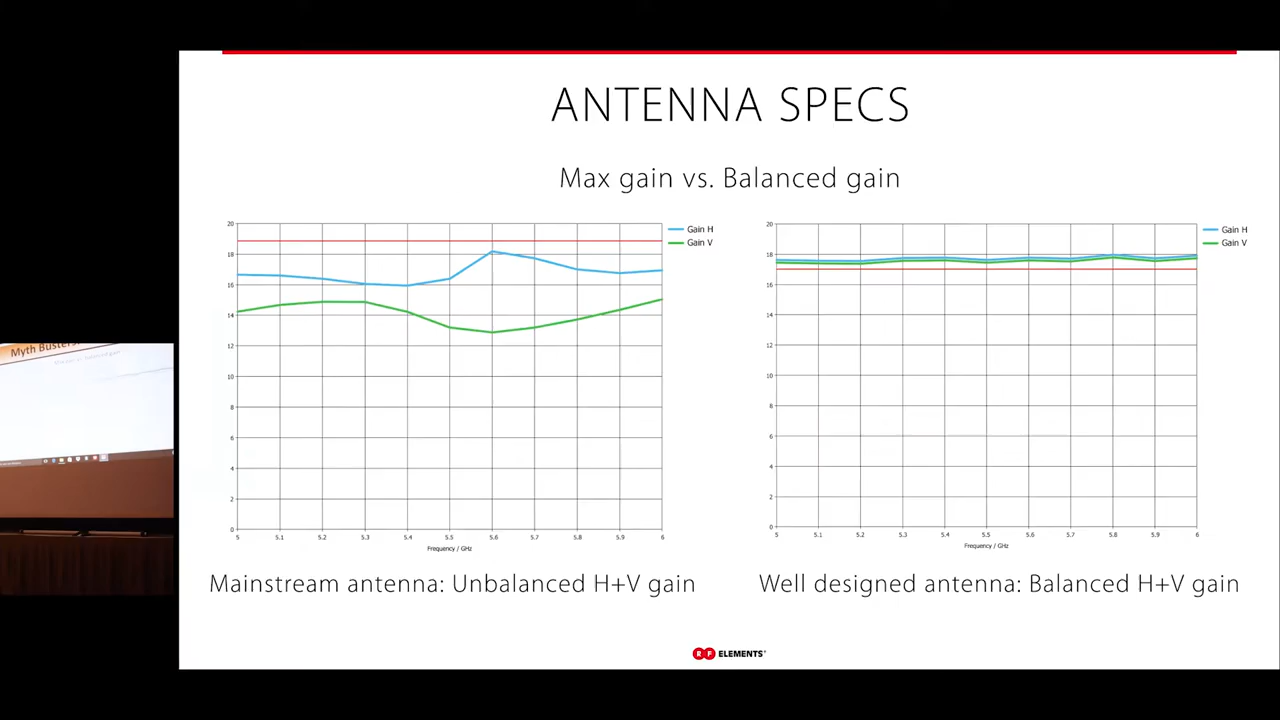 ANTENNA SPECS
Max gain vs. Balanced gain
20
18
16
14
12
10
8
6
4
2
0
5 5.1 5.2 5.3 5.4 5.5 5.6 5.7 5.8 5.9 6
Frequency / GHz
Gain H
Gain V
Mainstream antenna: Unbalanced H+V gain
20
18
16
14
12
10
8
6
4
2
0
5 5.1 5.2 5.3 5.4 5.5 5.6 5.7 5.8 5.9 6
Frequency / GHz
Gain H
Gain V
Well designed antenna: Balanced H+V gain
RF ELEMENTS
Myth Busters